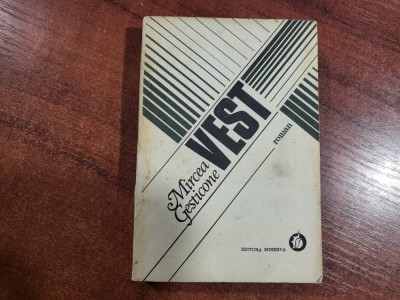 Mircea
Gesticone
VEST
roman
EDITURA MINERVA